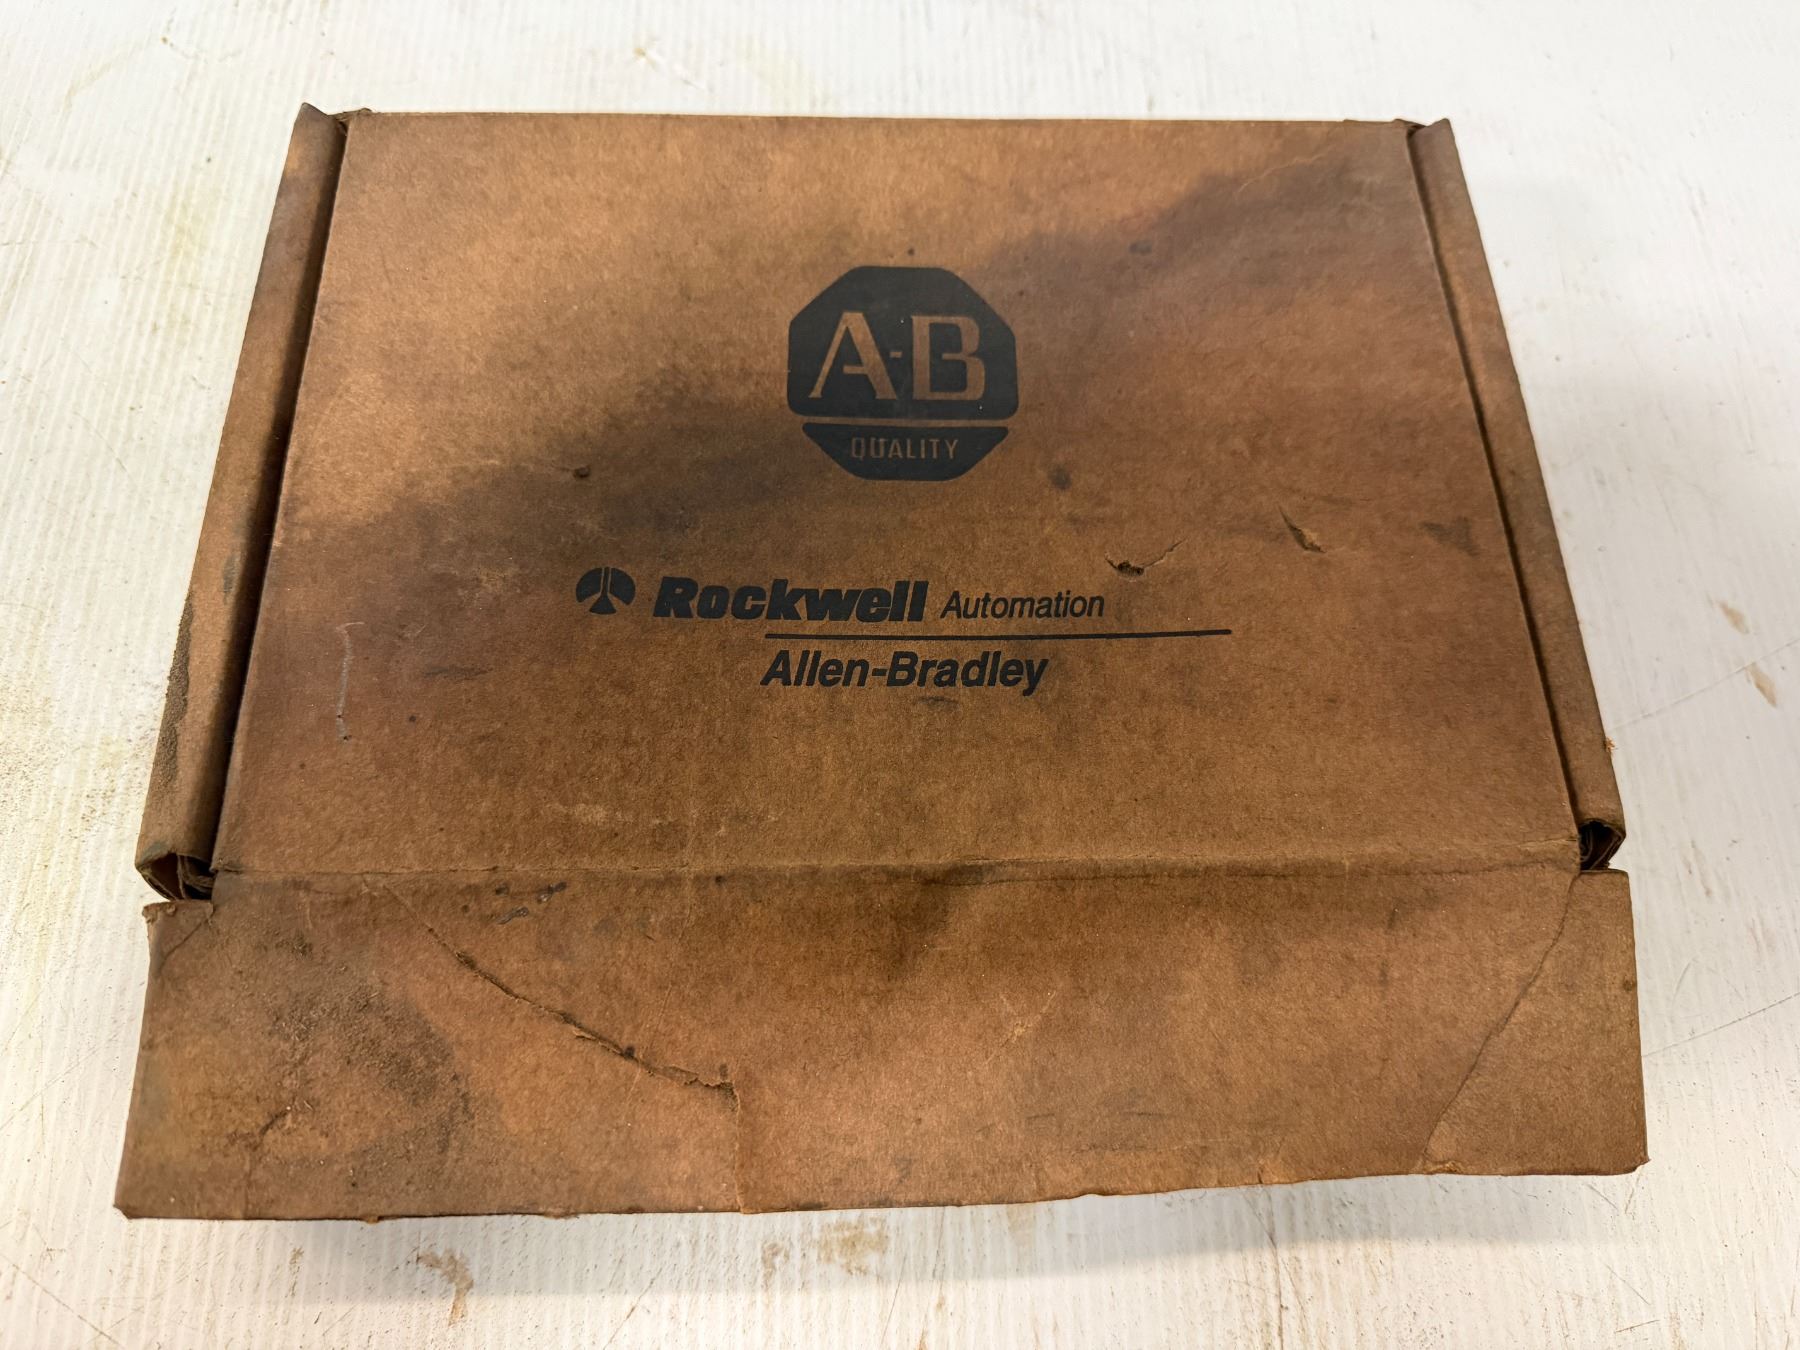 A-B
QUALITY
Rockwell Automation
Allen-Bradley